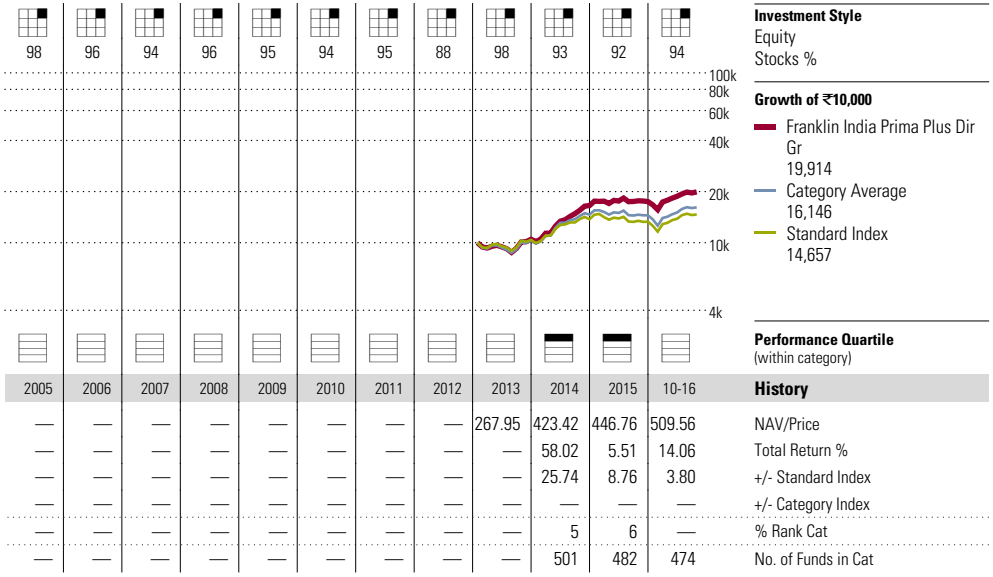 98 96 94 96 95 94 95 88 98 93 92 94
Investment Style
Equity
Stocks %
100k
80k
60k
40k
20k
10k
4k
Growth of ₹10,000
Franklin India Prima Plus Dir
Gr
19,914
Category Average
16,146
Standard Index
14,657
Performance Quartile
(within category)
2005 2006 2007 2008 2009 2010 2011 2012 2013 2014 2015 10-16 History
— — — — — — — — 267.95 423.42 446.76 509.56 NAV/Price
— — — — — — — — — 58.02 5.51 14.06 Total Return %
— — — — — — — — — 25.74 8.76 3.80 +/- Standard Index
— — — — — — — — — — — — +/- Category Index
— — — — — — — — — 5 6 — % Rank Cat
— — — — — — — — — 501 482 474 No. of Funds in Cat